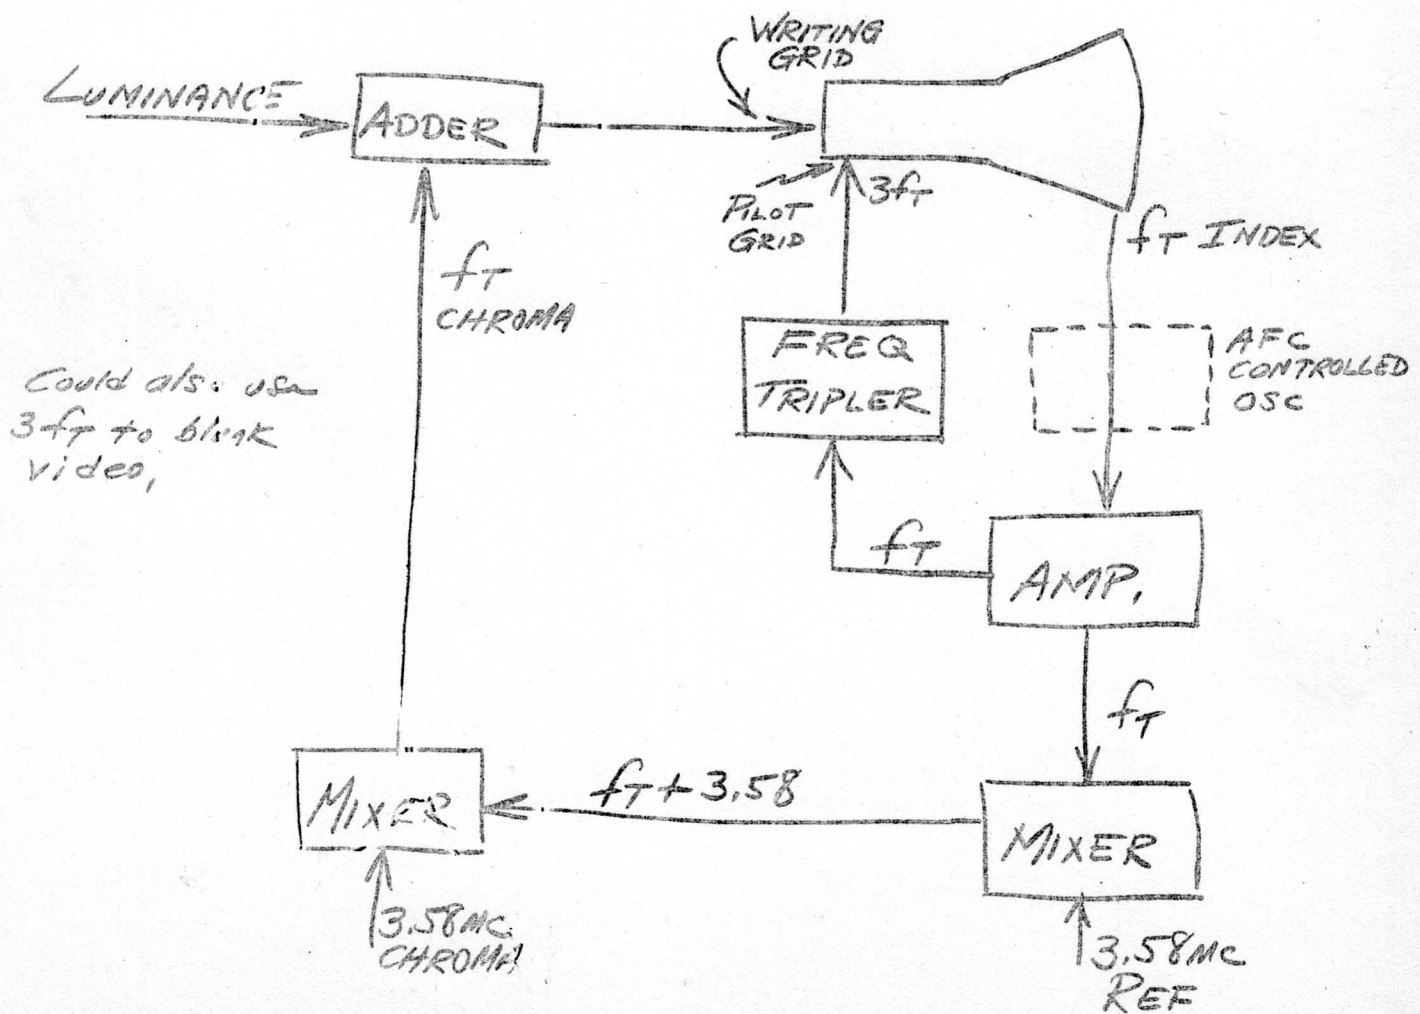 WRITING
GRID
LUMINANCE
ADDER
PILOT
GRID
3fT
fT INDEX
fT
CHROMA
FREQ
TRIPLER
AFC
CONTROLLED
OSC
Could als. use
3fT to blank
video,
fT
AMP.
fT
MIXER
fT + 3.58
MIXER
3.58MC
CHROMA
3.58MC
REF